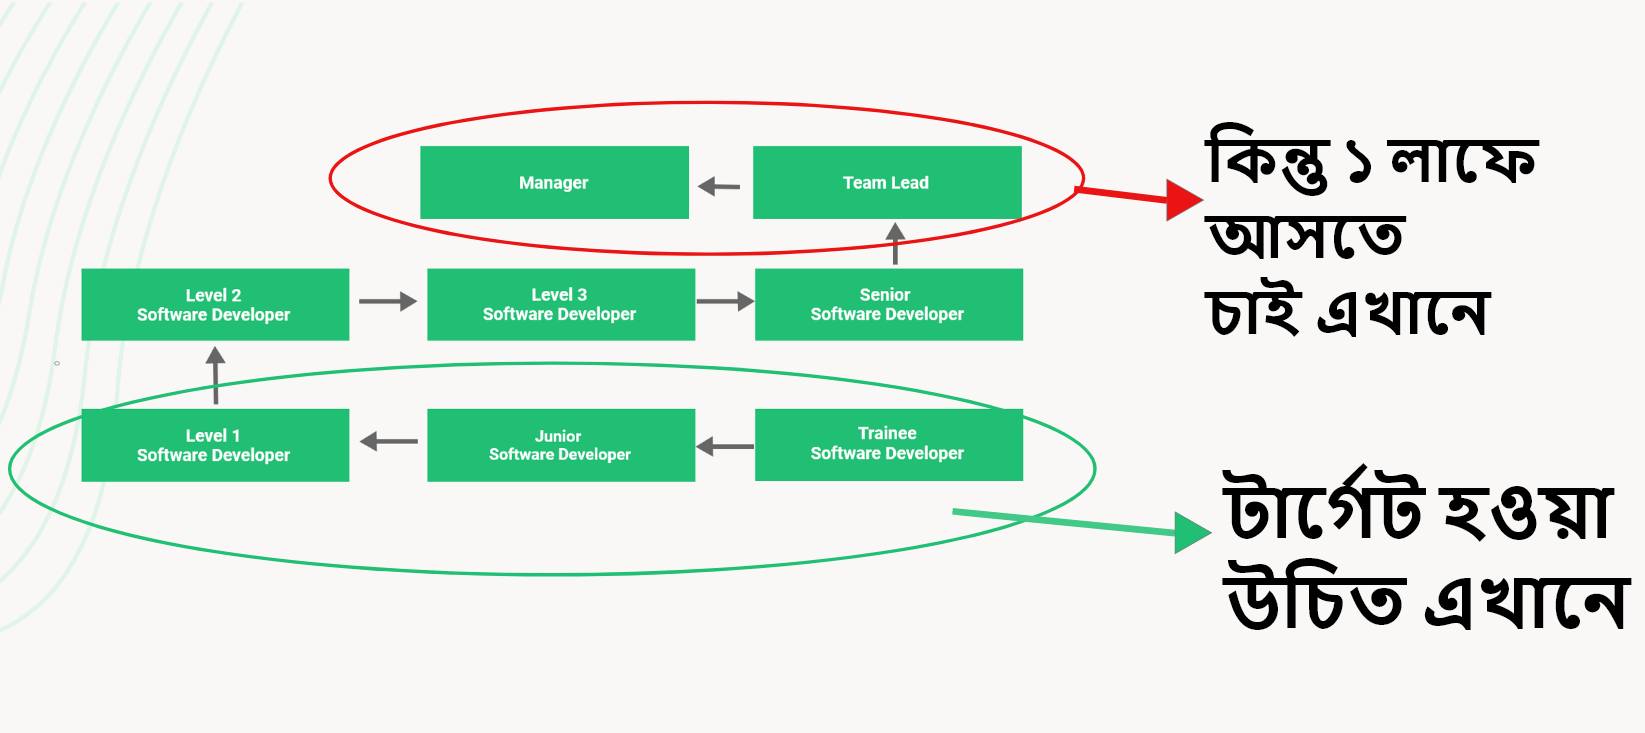 Manager
Team Lead
কিন্তু ১ লাফে
আসতে
চাই এখানে
Level 2
Software Developer
Level 3
Software Developer
Senior
Software Developer
Level 1
Software Developer
Junior
Software Developer
Trainee
Software Developer
টার্গেট হওয়া
উচিত এখানে